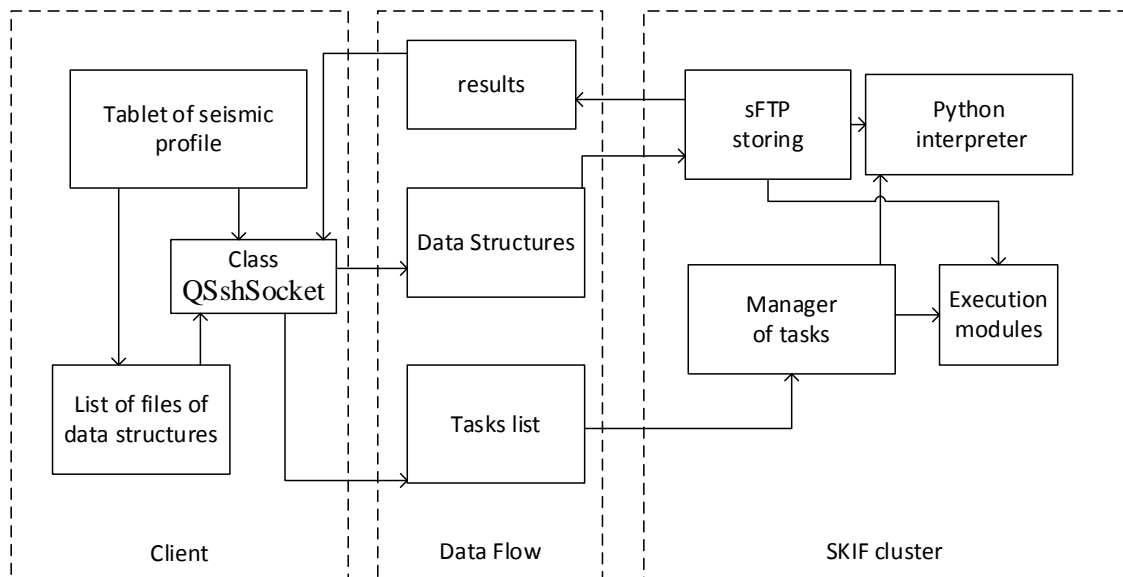 Tablet of seismic
profile
Class
QSshSocket
List of files of
data structures
Client
results
Data Structures
Tasks list
Data Flow
sFTP
storing
Python
interpreter
Manager
of tasks
Execution
modules
SKIF cluster